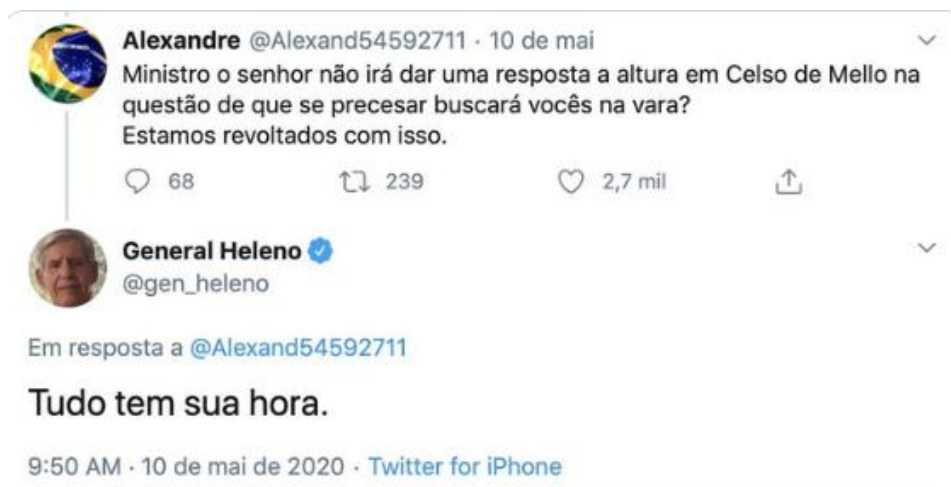 Alexandre @Alexand54592711 · 10 de mai
Ministro o senhor não irá dar uma resposta a altura em Celso de Mello na
questão de que se precesar buscará vocês na vara?
Estamos revoltados com isso.
68 239 2,7 mil
General Heleno
@gen_heleno
Em resposta a @Alexand54592711
Tudo tem sua hora.
9:50 AM · 10 de mai de 2020 · Twitter for iPhone